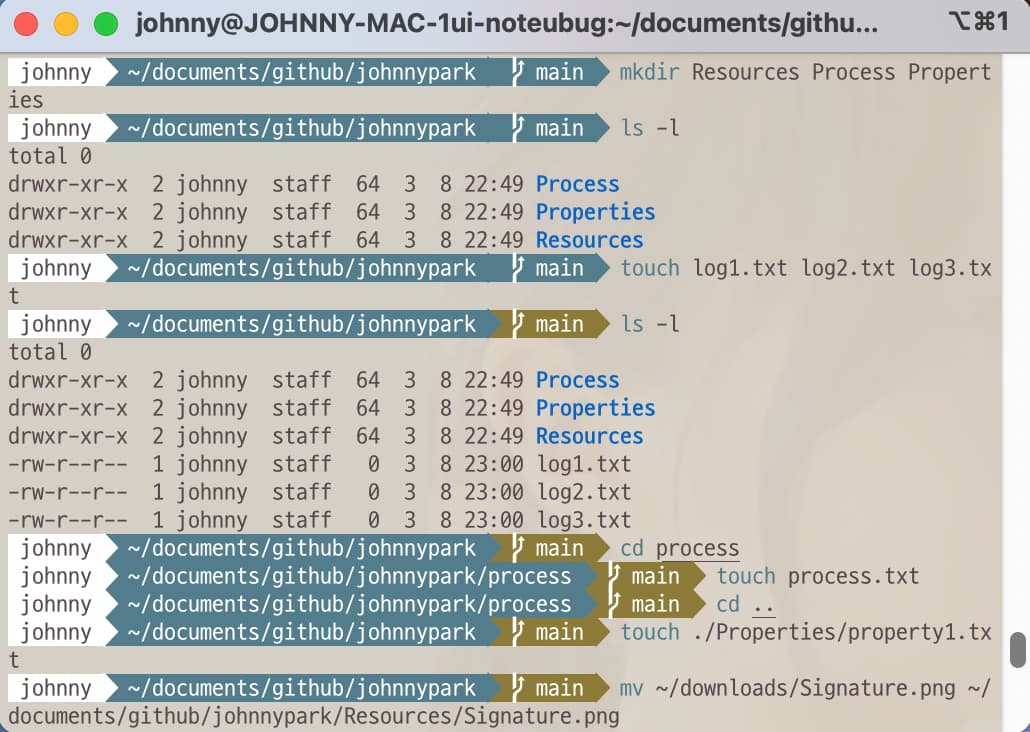 johnny@JOHNNY-MAC-1ui-noteubug:~/documents/githu... ⌥⌘1
johnny ~/documents/github/johnnypark main mkdir Resources Process Propert
ies
johnny ~/documents/github/johnnypark main ls -l
total 0
drwxr-xr-x 2 johnny staff 64 3 8 22:49 Process
drwxr-xr-x 2 johnny staff 64 3 8 22:49 Properties
drwxr-xr-x 2 johnny staff 64 3 8 22:49 Resources
johnny ~/documents/github/johnnypark main touch log1.txt log2.txt log3.tx
t
johnny ~/documents/github/johnnypark main ls -l
total 0
drwxr-xr-x 2 johnny staff 64 3 8 22:49 Process
drwxr-xr-x 2 johnny staff 64 3 8 22:49 Properties
drwxr-xr-x 2 johnny staff 64 3 8 22:49 Resources
-rw-r--r-- 1 johnny staff 0 3 8 23:00 log1.txt
-rw-r--r-- 1 johnny staff 0 3 8 23:00 log2.txt
-rw-r--r-- 1 johnny staff 0 3 8 23:00 log3.txt
johnny ~/documents/github/johnnypark main cd process
johnny ~/documents/github/johnnypark/process main touch process.txt
johnny ~/documents/github/johnnypark/process main cd ..
johnny ~/documents/github/johnnypark main touch ./Properties/property1.tx
t
johnny ~/documents/github/johnnypark main mv ~/downloads/Signature.png ~/
documents/github/johnnypark/Resources/Signature.png